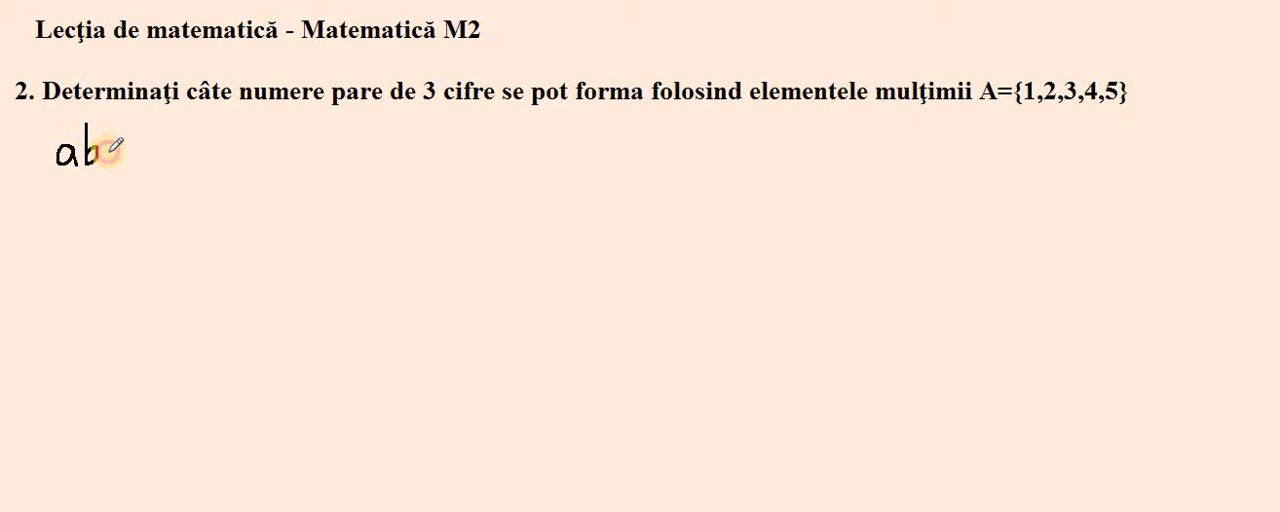 Lecţia de matematică - Matematică M2
2. Determinaţi câte numere pare de 3 cifre se pot forma folosind elementele mulţimii A={1,2,3,4,5}
ab